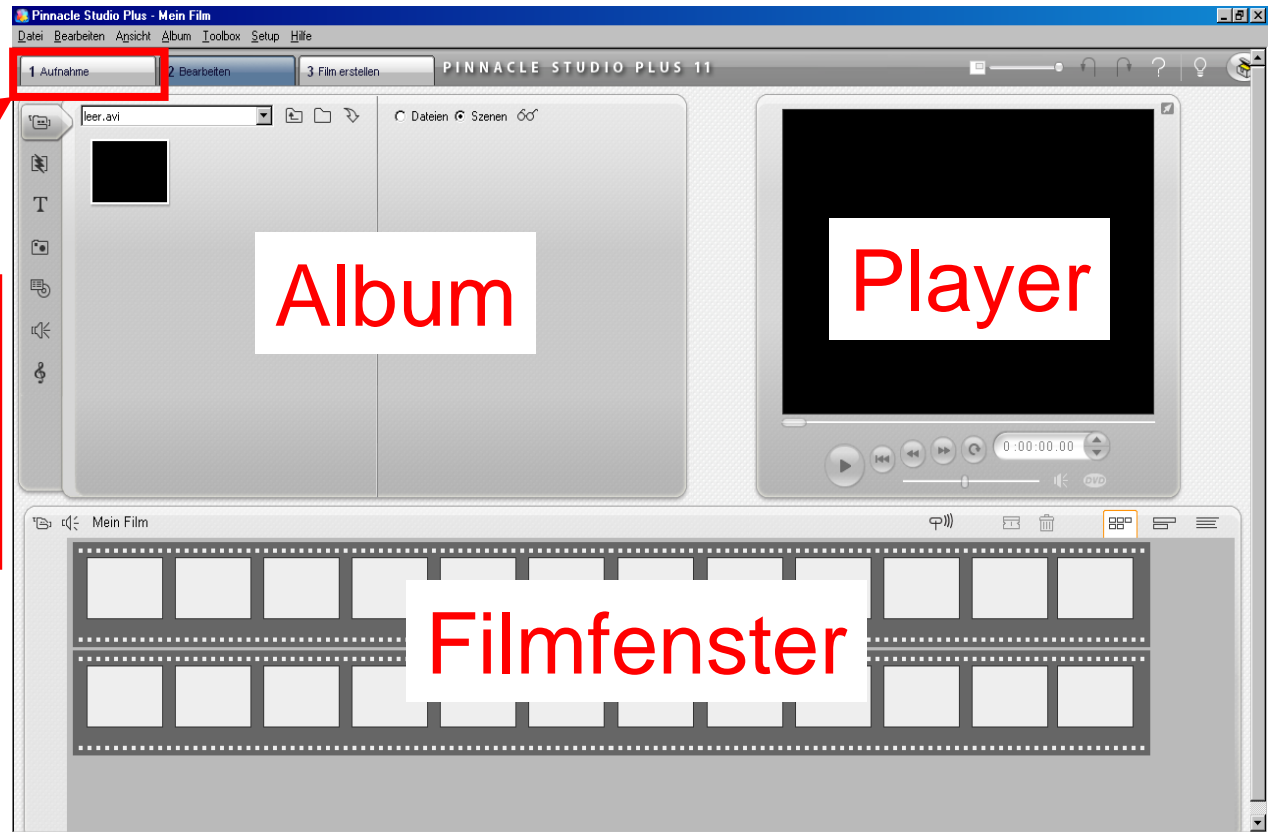 Pinnacle Studio Plus - Mein Film
Datei Bearbeiten Ansicht Album Toolbox Setup Hilfe
1 Aufnahme 2 Bearbeiten 3 Film erstellen PINNACLE STUDIO PLUS 11
leer.avi Dateien Szenen
T
Album
Player
0:00:00.00
DVD
Mein Film
Filmfenster